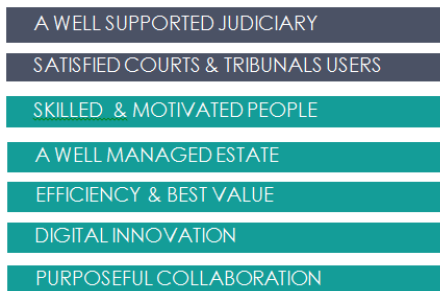 A WELL SUPPORTED JUDICIARY
SATISFIED COURTS & TRIBUNALS USERS
SKILLED & MOTIVATED PEOPLE
A WELL MANAGED ESTATE
EFFICIENCY & BEST VALUE
DIGITAL INNOVATION
PURPOSEFUL COLLABORATION